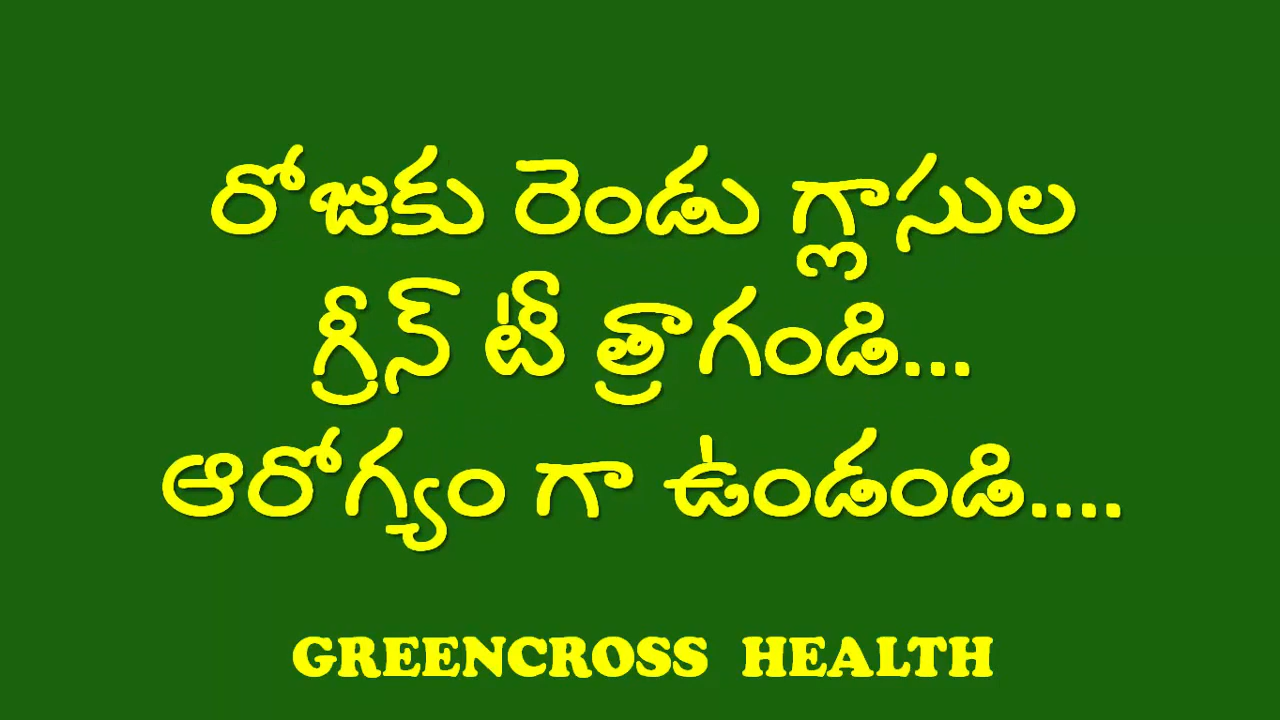 రోజుకు రెండు గ్లాసుల
గ్రీన్ టీ త్రాగండి...
ఆరోగ్యం గా ఉండండి....
GREENCROSS HEALTH